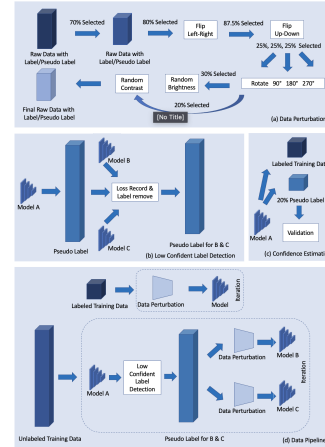 70% Selected
80% Selected
87.5% Selected
Flip
Left-Right
Flip
Up-Down
Raw Data with
Label/Pseudo Label
Raw Data with
Label/Pseudo Label
25%, 25%, 25% Selected
Random
Contrast
Random
Brightness
30% Selected
Rotate 90° 180° 270°
20% Selected
Final Raw Data with
Label/Pseudo Label
[No Title]
(a) Data Perturbation
Model B
Loss Record &
Label remove
Model A
Model C
Pseudo Label
Pseudo Label for B & C
(b) Low Confident Label Detection
Labeled Training Dat
20% Pseudo Label
Model A
Validation
(c) Confidence Estimati
Labeled Training Data
Data Perturbation
Model
Iteration
Model A
Low
Confident
Label
Detection
Data Perturbation
Model B
Iteration
Data Perturbation
Model C
Unlabeled Training Data
Pseudo Label for B & C
(d) Data Pipeline